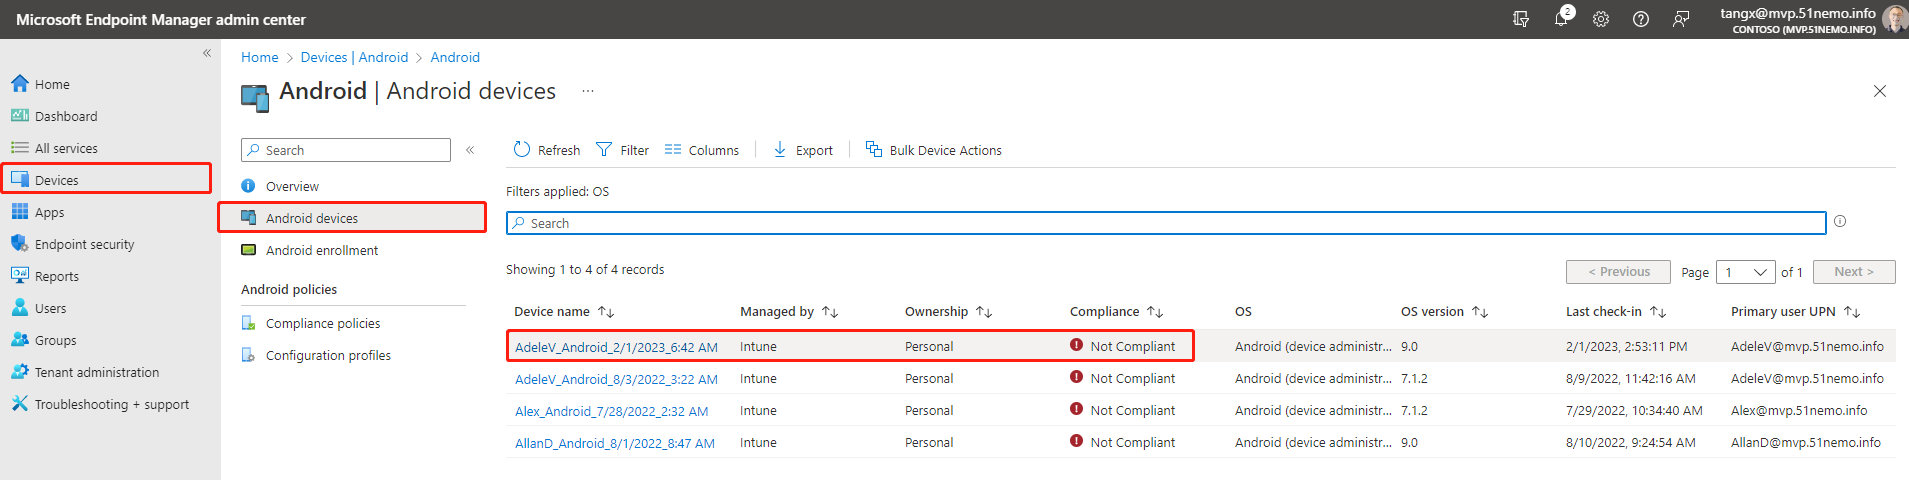 Microsoft Endpoint Manager admin center
2
tangx@mvp.51nemo.info
CONTOSO (MVP.51NEMO.INFO)
«
Home
Dashboard
All services
Devices
Apps
Endpoint security
Reports
Users
Groups
Tenant administration
Troubleshooting + support
Home > Devices | Android > Android
Android | Android devices ...
Search «
Overview
Android devices
Android enrollment
Android policies
Compliance policies
Configuration profiles
Refresh Filter Columns Export Bulk Device Actions
Filters applied: OS
Search
Showing 1 to 4 of 4 records
< Previous Page 1 of 1 Next >
Device name ↑↓ Managed by ↑↓ Ownership ↑↓ Compliance ↑↓ OS OS version ↑↓ Last check-in ↑↓ Primary user UPN ↑↓
AdeleV_Android_2/1/2023_6:42 AM Intune Personal Not Compliant Android (device administr... 9.0 2/1/2023, 2:53:11 PM AdeleV@mvp.51nemo.info
AdeleV_Android_8/3/2022_3:22 AM Intune Personal Not Compliant Android (device administr... 7.1.2 8/9/2022, 11:42:16 AM AdeleV@mvp.51nemo.info
Alex_Android_7/28/2022_2:32 AM Intune Personal Not Compliant Android (device administr... 7.1.2 7/29/2022, 10:34:40 AM Alex@mvp.51nemo.info
AllanD_Android_8/1/2022_8:47 AM Intune Personal Not Compliant Android (device administr... 9.0 8/10/2022, 9:24:54 AM AllanD@mvp.51nemo.info